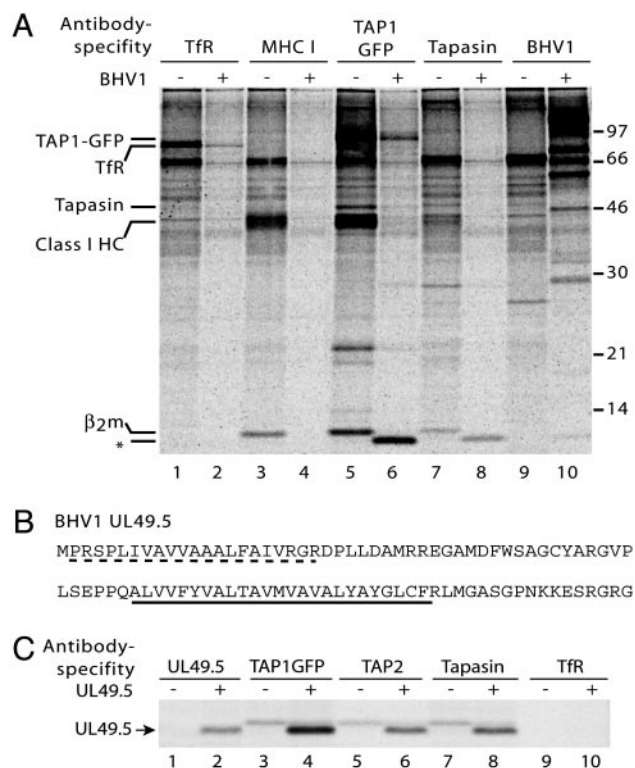 A
Antibody-
specifity
TfR MHC I TAP1 GFP Tapasin BHV1
BHV1 - + - + - + - + - +
TAP1-GFP
TfR
Tapasin
Class I HC
β2m
*
97
66
46
30
21
14
1 2 3 4 5 6 7 8 9 10
B BHV1 UL49.5
MPRSPLIVAVVAAALFAIVRGRDPLLDAMRREGAMDFWSAGCYARGVP
LSEPPQALVVFYVALTAVMVAVALYAYGLCFRLMGASGPNKKESRGRG
C
Antibody-
specifity
UL49.5 TAP1GFP TAP2 Tapasin TfR
UL49.5 - + - + - + - + - +
UL49.5
1 2 3 4 5 6 7 8 9 10